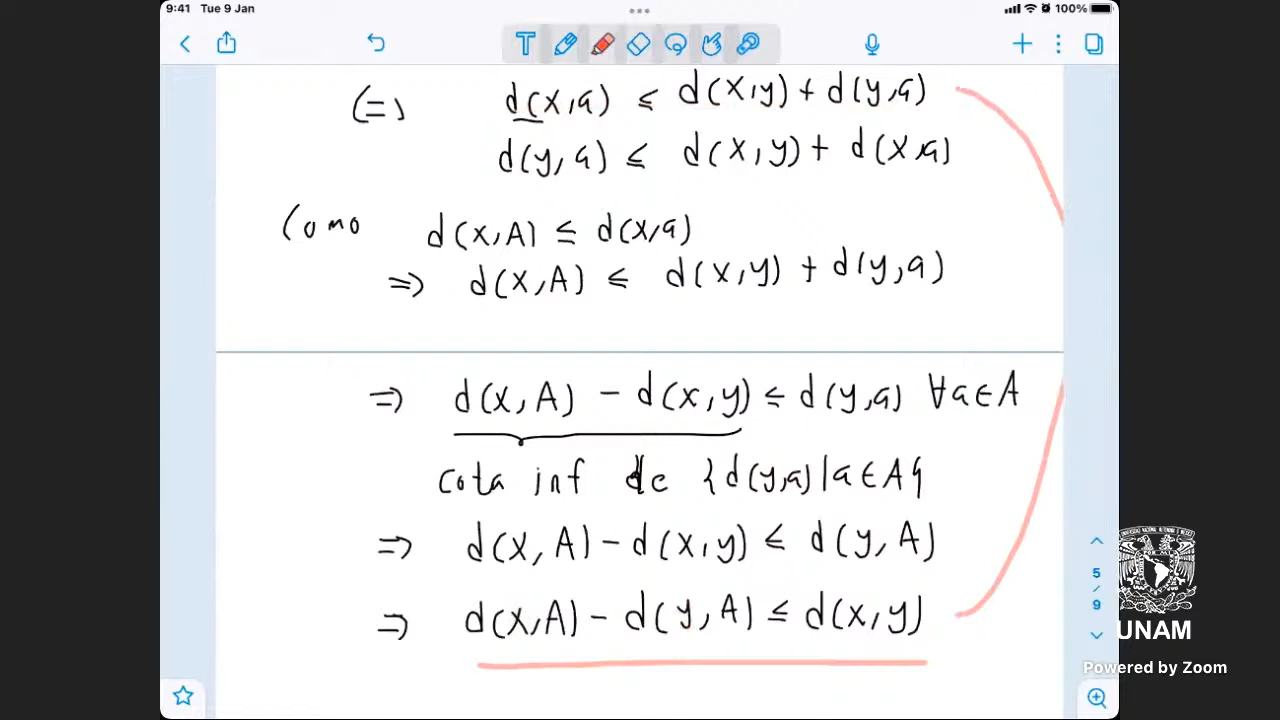 9:41 Tue 9 Jan 100%
(=) d(x,a) ≤ d(x,y) + d(y,a)
d(y,a) ≤ d(x,y) + d(x,a)
Como d(x,A) ≤ d(x,a)
=> d(x,A) ≤ d(x,y) + d(y,a)
=> d(x,A) - d(x,y) ≤ d(y,a) ∀a∈A
cota inf de {d(y,a)|a∈A}
=> d(x,A) - d(x,y) ≤ d(y,A)
=> d(x,A) - d(y,A) ≤ d(x,y)
5
9
UNAM
Powered by Zoom